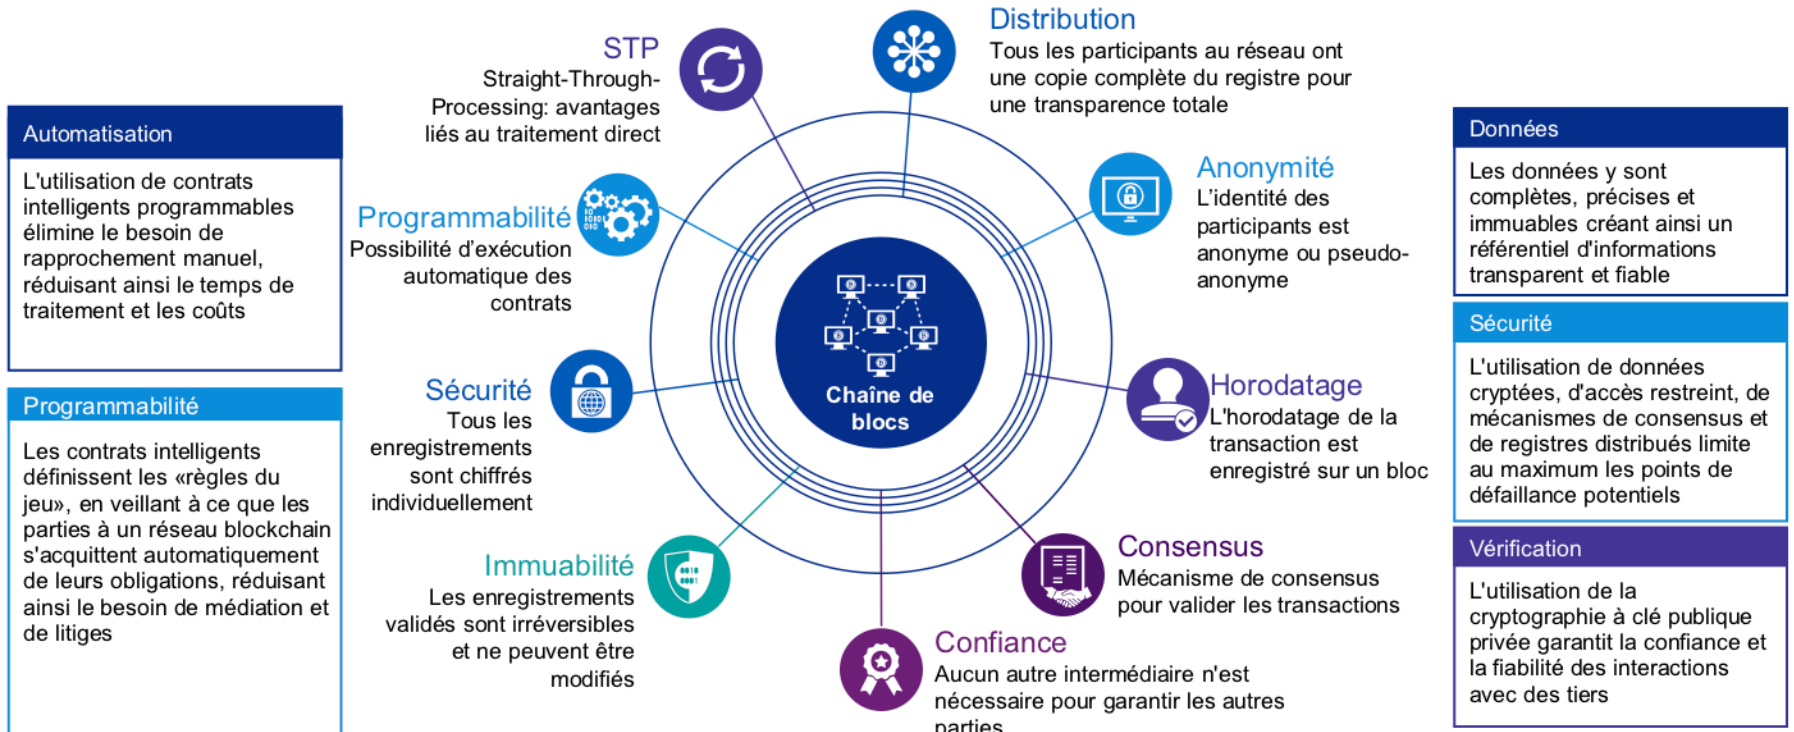 Automatisation
L'utilisation de contrats
intelligents programmables
élimine le besoin de
rapprochement manuel,
réduisant ainsi le temps de
traitement et les coûts
Programmabilité
Les contrats intelligents
définissent les «règles du
jeu», en veillant à ce que les
parties à un réseau blockchain
s'acquittent automatiquement
de leurs obligations, réduisant
ainsi le besoin de médiation et
de litiges
STP
Straight-Through-
Processing: avantages
liés au traitement direct
Programmabilité
Possibilité d'exécution
automatique des
contrats
Sécurité
Tous les
enregistrements
sont chiffrés
individuellement
Immuabilité
Les enregistrements
validés sont irréversibles
et ne peuvent être
modifiés
Chaîne de
blocs
Distribution
Tous les participants au réseau ont
une copie complète du registre pour
une transparence totale
Anonymité
L'identité des
participants est
anonyme ou pseudo-
anonyme
Horodatage
L'horodatage de la
transaction est
enregistré sur un bloc
Consensus
Mécanisme de consensus
pour valider les transactions
Confiance
Aucun autre intermédiaire n'est
nécessaire pour garantir les autres
parties
Données
Les données y sont
complètes, précises et
immuables créant ainsi un
référentiel d'informations
transparent et fiable
Sécurité
L'utilisation de données
cryptées, d'accès restreint, de
mécanismes de consensus et
de registres distribués limite
au maximum les points de
défaillance potentiels
Vérification
L'utilisation de la
cryptographie à clé publique
privée garantit la confiance et
la fiabilité des interactions
avec des tiers